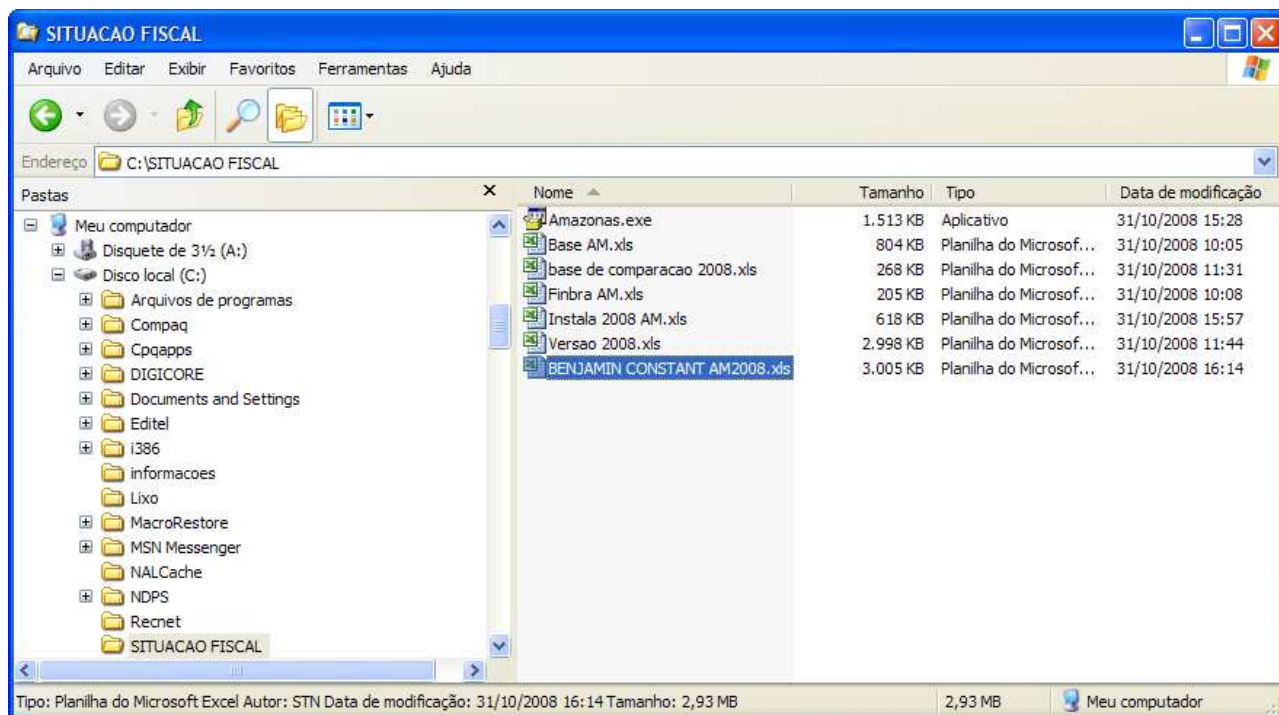 SITUACAO FISCAL
Arquivo Editar Exibir Favoritos Ferramentas Ajuda
Endereço C:\SITUACAO FISCAL
Pastas
Meu computador
Disquete de 3½ (A:)
Disco local (C:)
Arquivos de programas
Compaq
Cpqapps
DIGICORE
Documents and Settings
Editel
i386
informacoes
Lixo
MacroRestore
MSN Messenger
NALCache
NDPS
Recnet
SITUACAO FISCAL
Nome Tamanho Tipo Data de modificação
Amazonas.exe 1.513 KB Aplicativo 31/10/2008 15:28
Base AM.xls 804 KB Planilha do Microsof... 31/10/2008 10:05
base de comparacao 2008.xls 268 KB Planilha do Microsof... 31/10/2008 11:31
Finbra AM.xls 205 KB Planilha do Microsof... 31/10/2008 10:08
Instala 2008 AM.xls 618 KB Planilha do Microsof... 31/10/2008 15:57
Versao 2008.xls 2.998 KB Planilha do Microsof... 31/10/2008 11:44
BENJAMIN CONSTANT AM2008.xls 3.005 KB Planilha do Microsof... 31/10/2008 16:14
Tipo: Planilha do Microsoft Excel Autor: STN Data de modificação: 31/10/2008 16:14 Tamanho: 2,93 MB 2,93 MB Meu computador